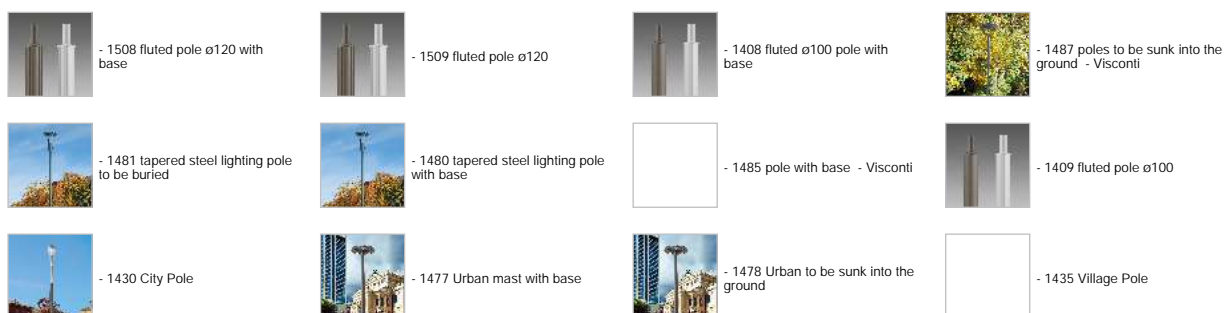 - 1508 fluted pole ø120 with
base
- 1509 fluted pole ø120
- 1408 fluted ø100 pole with
base
- 1487 poles to be sunk into the
ground - Visconti
- 1481 tapered steel lighting pole
to be buried
- 1480 tapered steel lighting pole
with base
- 1485 pole with base - Visconti
- 1409 fluted pole ø100
- 1430 City Pole
- 1477 Urban mast with base
- 1478 Urban to be sunk into the
ground
- 1435 Village Pole